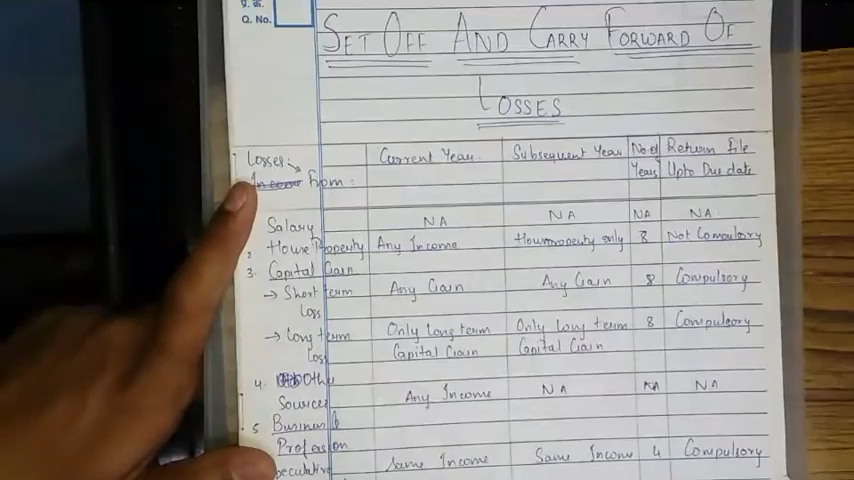 प्र. क्र.
Q. No.
SET OFF AND CARRY FORWARD OF
LOSSES
Losses
From :
Current Year
Subsequent Year
No. of Years
Return File Upto Due date
Salary NA NA NA NA
2 House Property Any Income House Property only 8 Not Compulsory
3. Capital Gain
→ Short term Loss Any Gain Any Gain 8 Compulsory
→ Long term Only Long term Only Long term 8 Compulsory
Loss Capital Gain Capital Gain
4. Other Any Income NA NA NA
Sources
5 Business &
Profession
Speculative Same Income Same Income 4 Compulsory